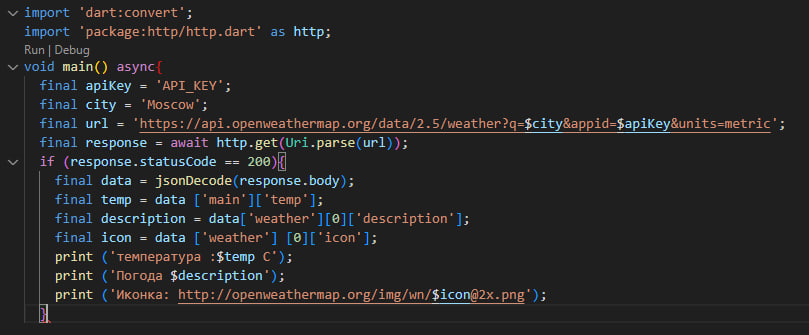 import 'dart:convert';
import 'package:http/http.dart' as http;
Run | Debug
void main() async{
  final apiKey = 'API_KEY';
  final city = 'Moscow';
  final url = 'https://api.openweathermap.org/data/2.5/weather?q=$city&appid=$apiKey&units=metric';
  final response = await http.get(Uri.parse(url));
  if (response.statusCode == 200){
    final data = jsonDecode(response.body);
    final temp = data ['main']['temp'];
    final description = data['weather'][0]['description'];
    final icon = data ['weather'] [0]['icon'];
    print ('температура :$temp C');
    print ('Погода $description');
    print ('Иконка: http://openweathermap.org/img/wn/$icon@2x.png');
  }